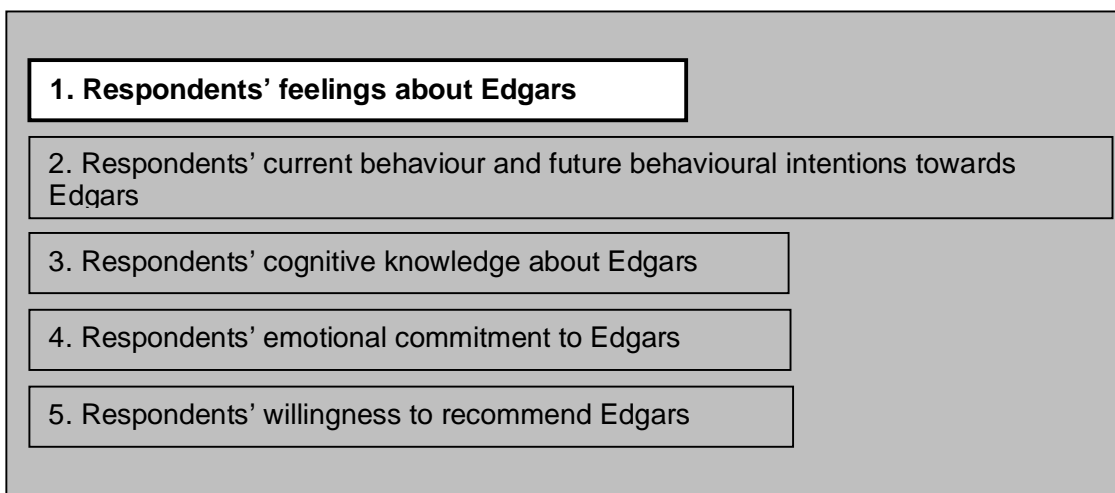 1. Respondents’ feelings about Edgars
2. Respondents’ current behaviour and future behavioural intentions towards
Edgars
3. Respondents’ cognitive knowledge about Edgars
4. Respondents’ emotional commitment to Edgars
5. Respondents’ willingness to recommend Edgars